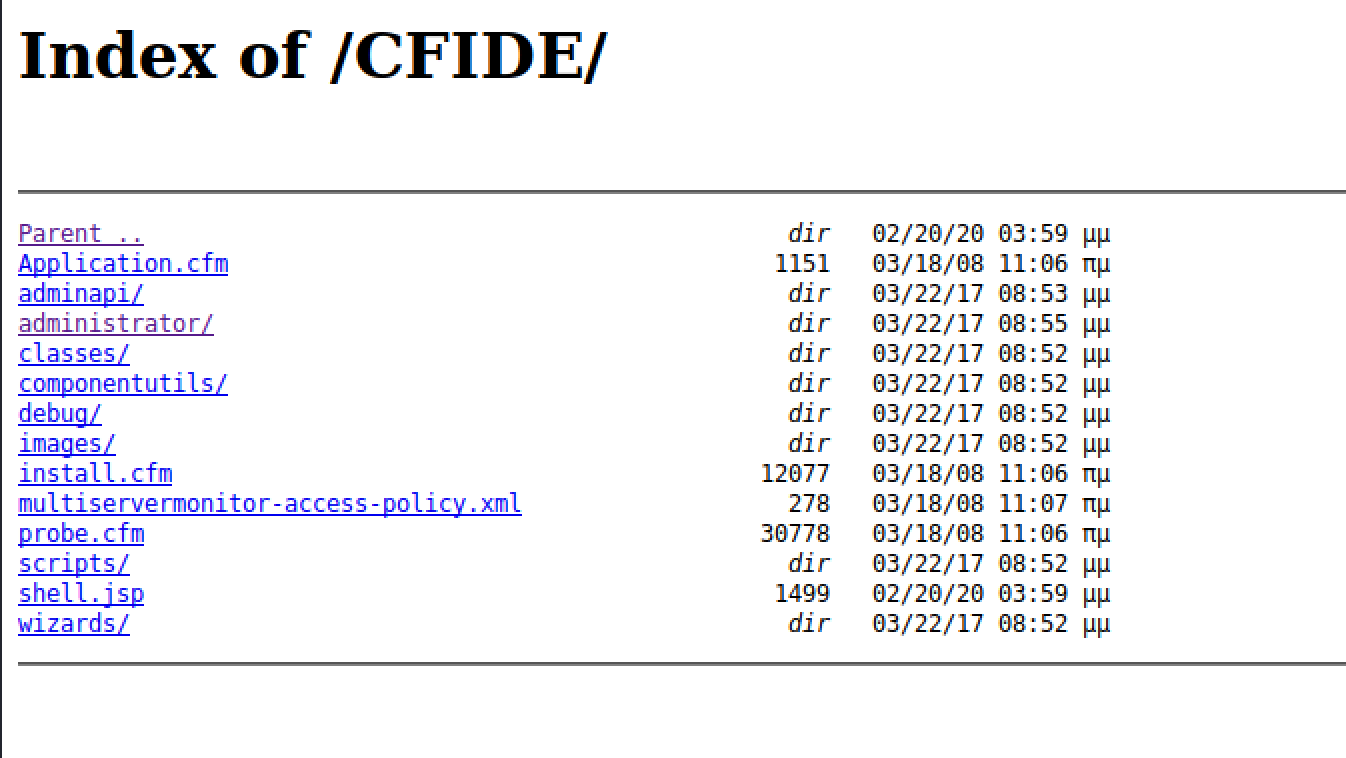 Index of /CFIDE/
Parent .. dir 02/20/20 03:59 μμ
Application.cfm 1151 03/18/08 11:06 πμ
adminapi/ dir 03/22/17 08:53 μμ
administrator/ dir 03/22/17 08:55 μμ
classes/ dir 03/22/17 08:52 μμ
componentutils/ dir 03/22/17 08:52 μμ
debug/ dir 03/22/17 08:52 μμ
images/ dir 03/22/17 08:52 μμ
install.cfm 12077 03/18/08 11:06 πμ
multiservermonitor-access-policy.xml 278 03/18/08 11:07 πμ
probe.cfm 30778 03/18/08 11:06 πμ
scripts/ dir 03/22/17 08:52 μμ
shell.jsp 1499 02/20/20 03:59 μμ
wizards/ dir 03/22/17 08:52 μμ